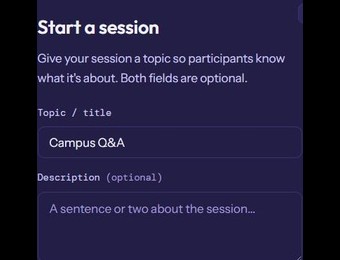 Start a session
Give your session a topic so participants know
what it's about. Both fields are optional.
Topic / title
Campus Q&A
Description (optional)
A sentence or two about the session...